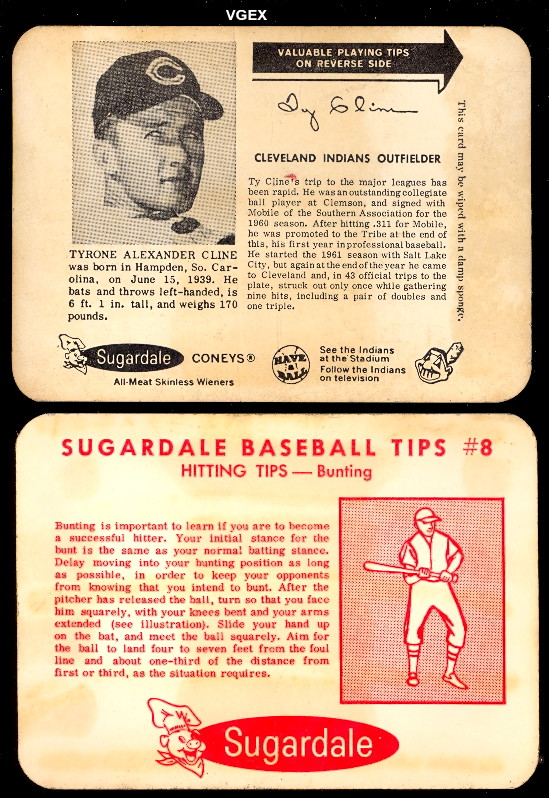 VGEX
VALUABLE PLAYING TIPS
ON REVERSE SIDE
Ty Cline
CLEVELAND INDIANS OUTFIELDER
Ty Cline's trip to the major leagues has
been rapid. He was an outstanding collegiate
ball player at Clemson, and signed with
Mobile of the Southern Association for the
1960 season. After hitting .311 for Mobile,
he was promoted to the Tribe at the end of
this, his first year in professional baseball.
He started the 1961 season with Salt Lake
City, but again at the end of the year he came
to Cleveland and, in 43 official trips to the
plate, struck out only once while gathering
nine hits, including a pair of doubles and
one triple.
This card may be wiped with a damp sponge.
TYRONE ALEXANDER CLINE
was born in Hampden, So. Car-
olina, on June 15, 1939. He
bats and throws left-handed, is
6 ft. 1 in. tall, and weighs 170
pounds.
Sugardale CONEYS®
All-Meat Skinless Wieners
HAVE
a
BALL
See the Indians
at the Stadium
Follow the Indians
on television
SUGARDALE BASEBALL TIPS #8
HITTING TIPS — Bunting
Bunting is important to learn if you are to become
a successful hitter. Your initial stance for the
bunt is the same as your normal batting stance.
Delay moving into your bunting position as long
as possible, in order to keep your opponents
from knowing that you intend to bunt. After the
pitcher has released the ball, turn so that you face
him squarely, with your knees bent and your arms
extended (see illustration). Slide your hand up
on the bat, and meet the ball squarely. Aim for
the ball to land four to seven feet from the foul
line and about one-third of the distance from
first or third, as the situation requires.
Sugardale